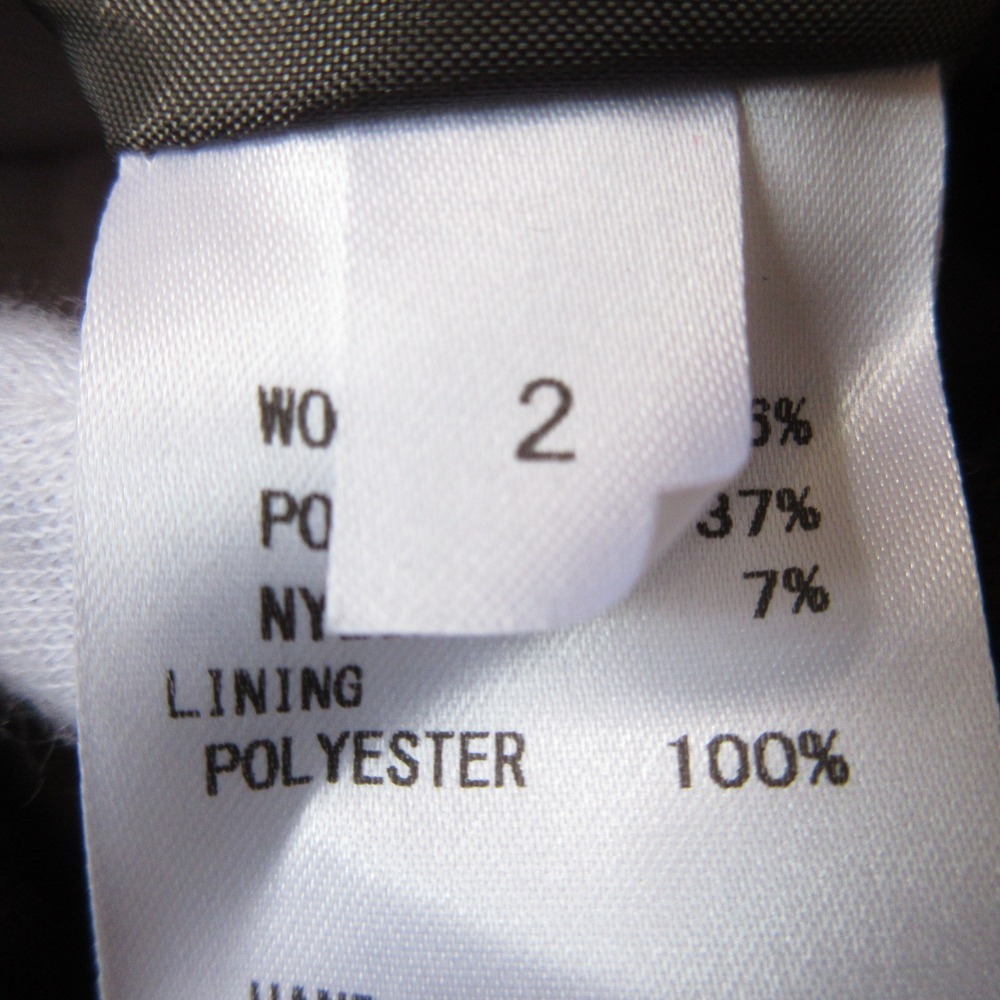 2
WO 6%
PO 37%
NY 7%
LINING
POLYESTER 100%